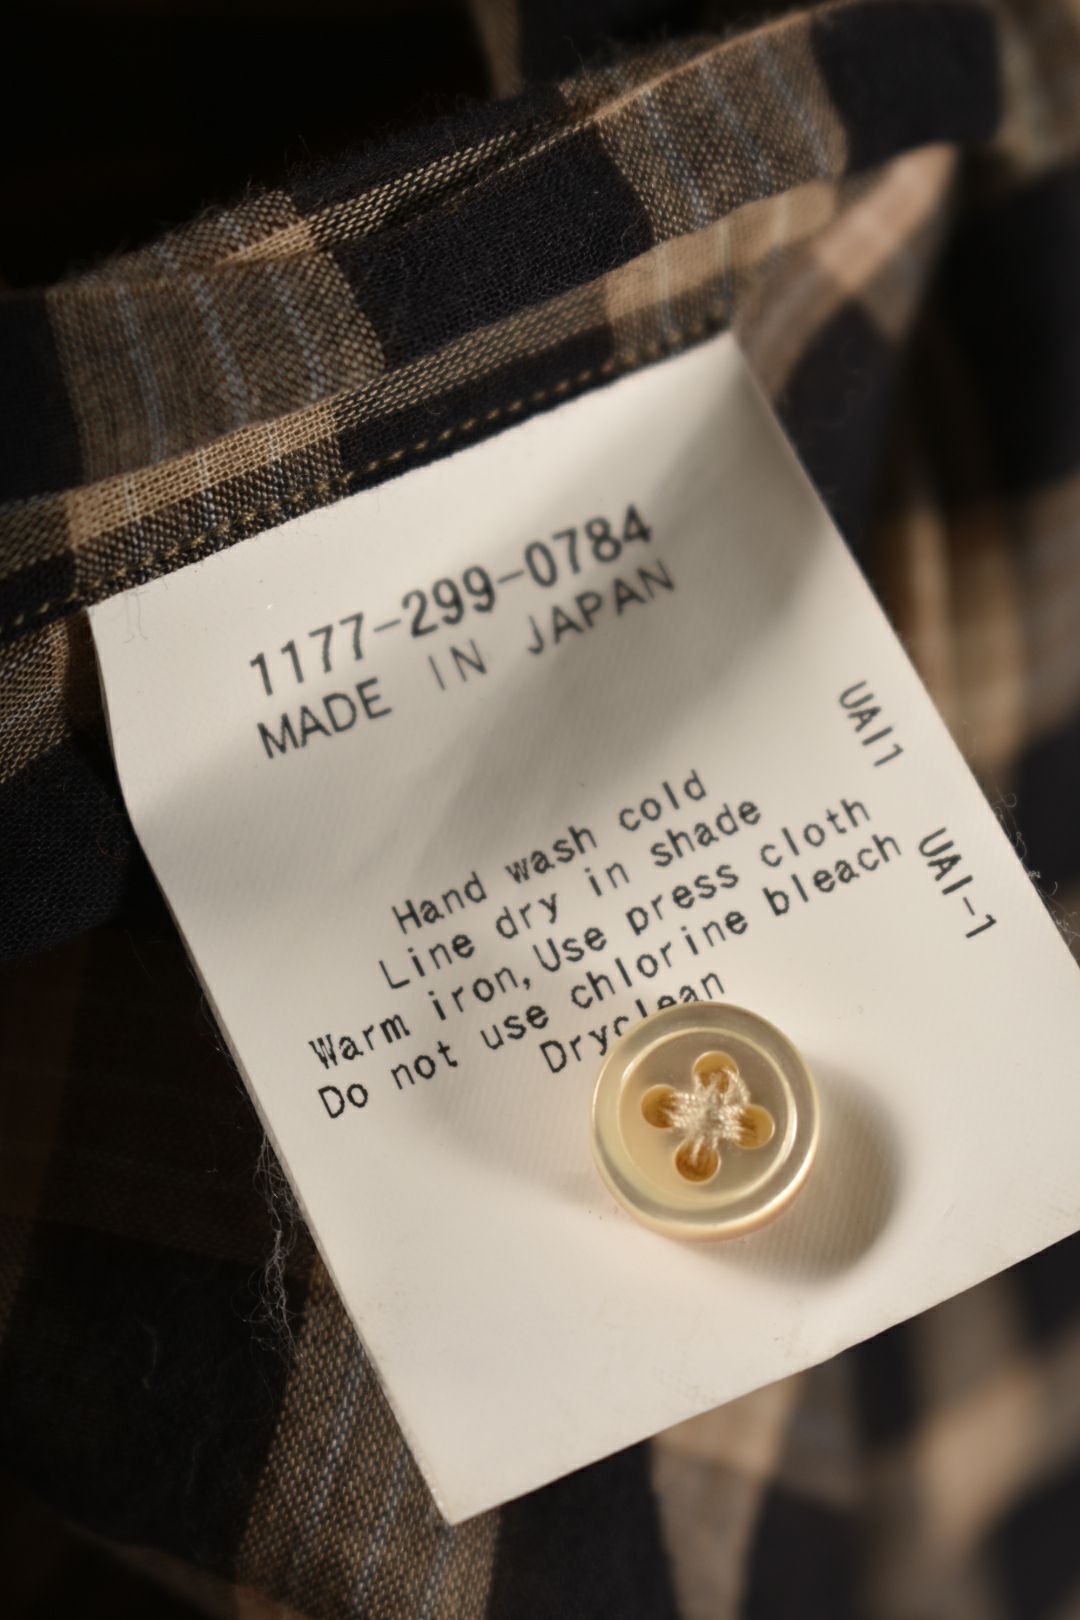 1177-299-0784
MADE IN JAPAN
Hand wash cold
Line dry in shade
Warm iron, Use press cloth
Do not use chlorine bleach
Dryclean
UAI1
UAI-1